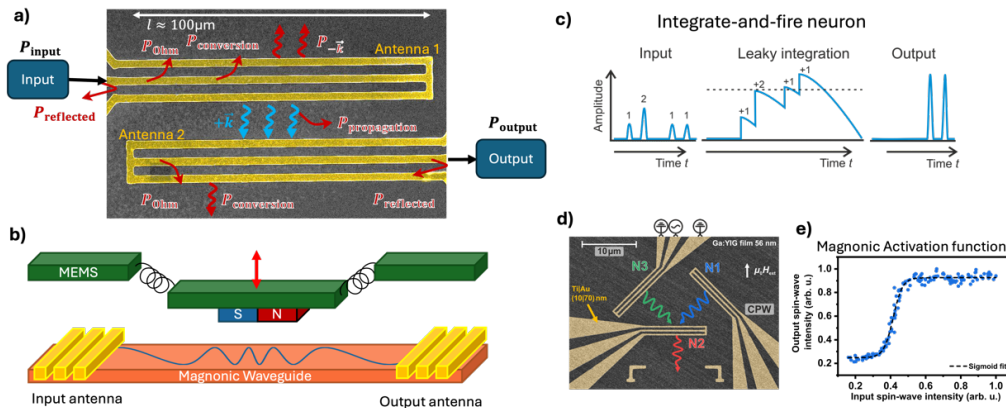 a)
l ≈ 100μm
P_input
Input
P_reflected
P_Ohm
P_conversion
P_-k⃗
Antenna 1
+k⃗
P_propagation
Antenna 2
P_output
Output
P_Ohm
P_conversion
P_reflected
b)
MEMS
S N
Magnonic Waveguide
Input antenna
Output antenna
c)
Integrate-and-fire neuron
Input
Leaky integration
Output
Amplitude
1 2 1 1
+1 +2 +1 +1
Time t
Time t
Time t
d)
10μm
Ga:YIG film 56 nm
N3
N1
μ₀H_ext
Ti|Au
(10|70) nm
CPW
N2
e)
Magnonic Activation function
Output spin-wave
intensity (arb. u.)
1.0
0.8
0.6
0.4
0.2
Sigmoid fit
0.2 0.4 0.6 0.8 1.0
Input spin-wave intensity (arb. u.)